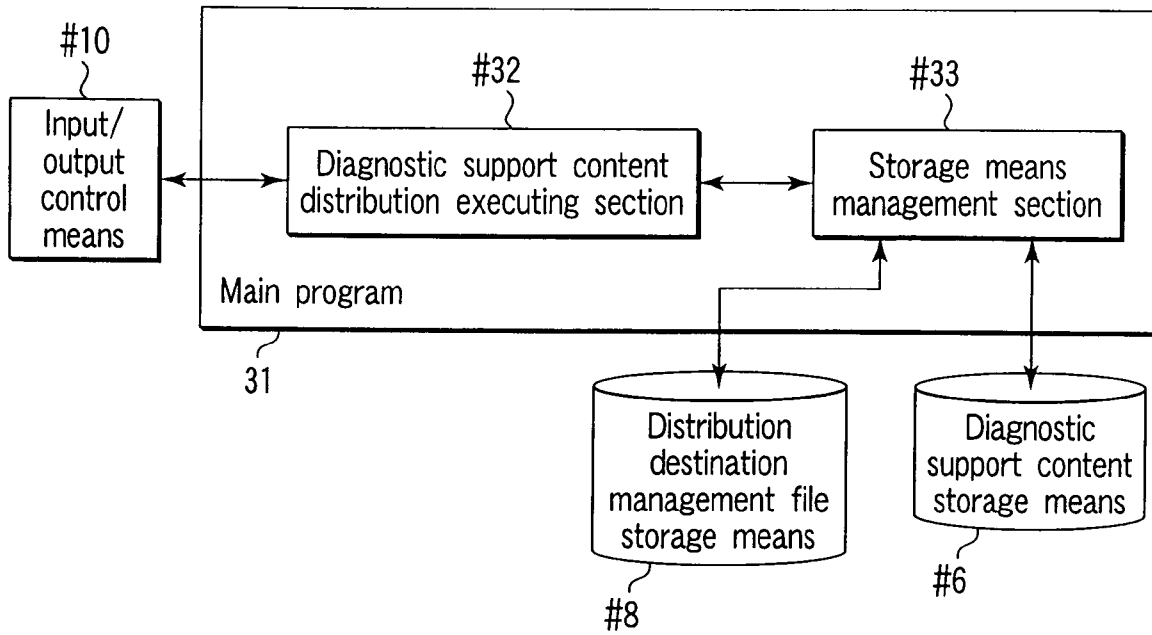 #10
Input/
output
control
means
#32
Diagnostic support content
distribution executing section
#33
Storage means
management section
Main program
31
Distribution
destination
management file
storage means
#8
Diagnostic
support content
storage means
#6